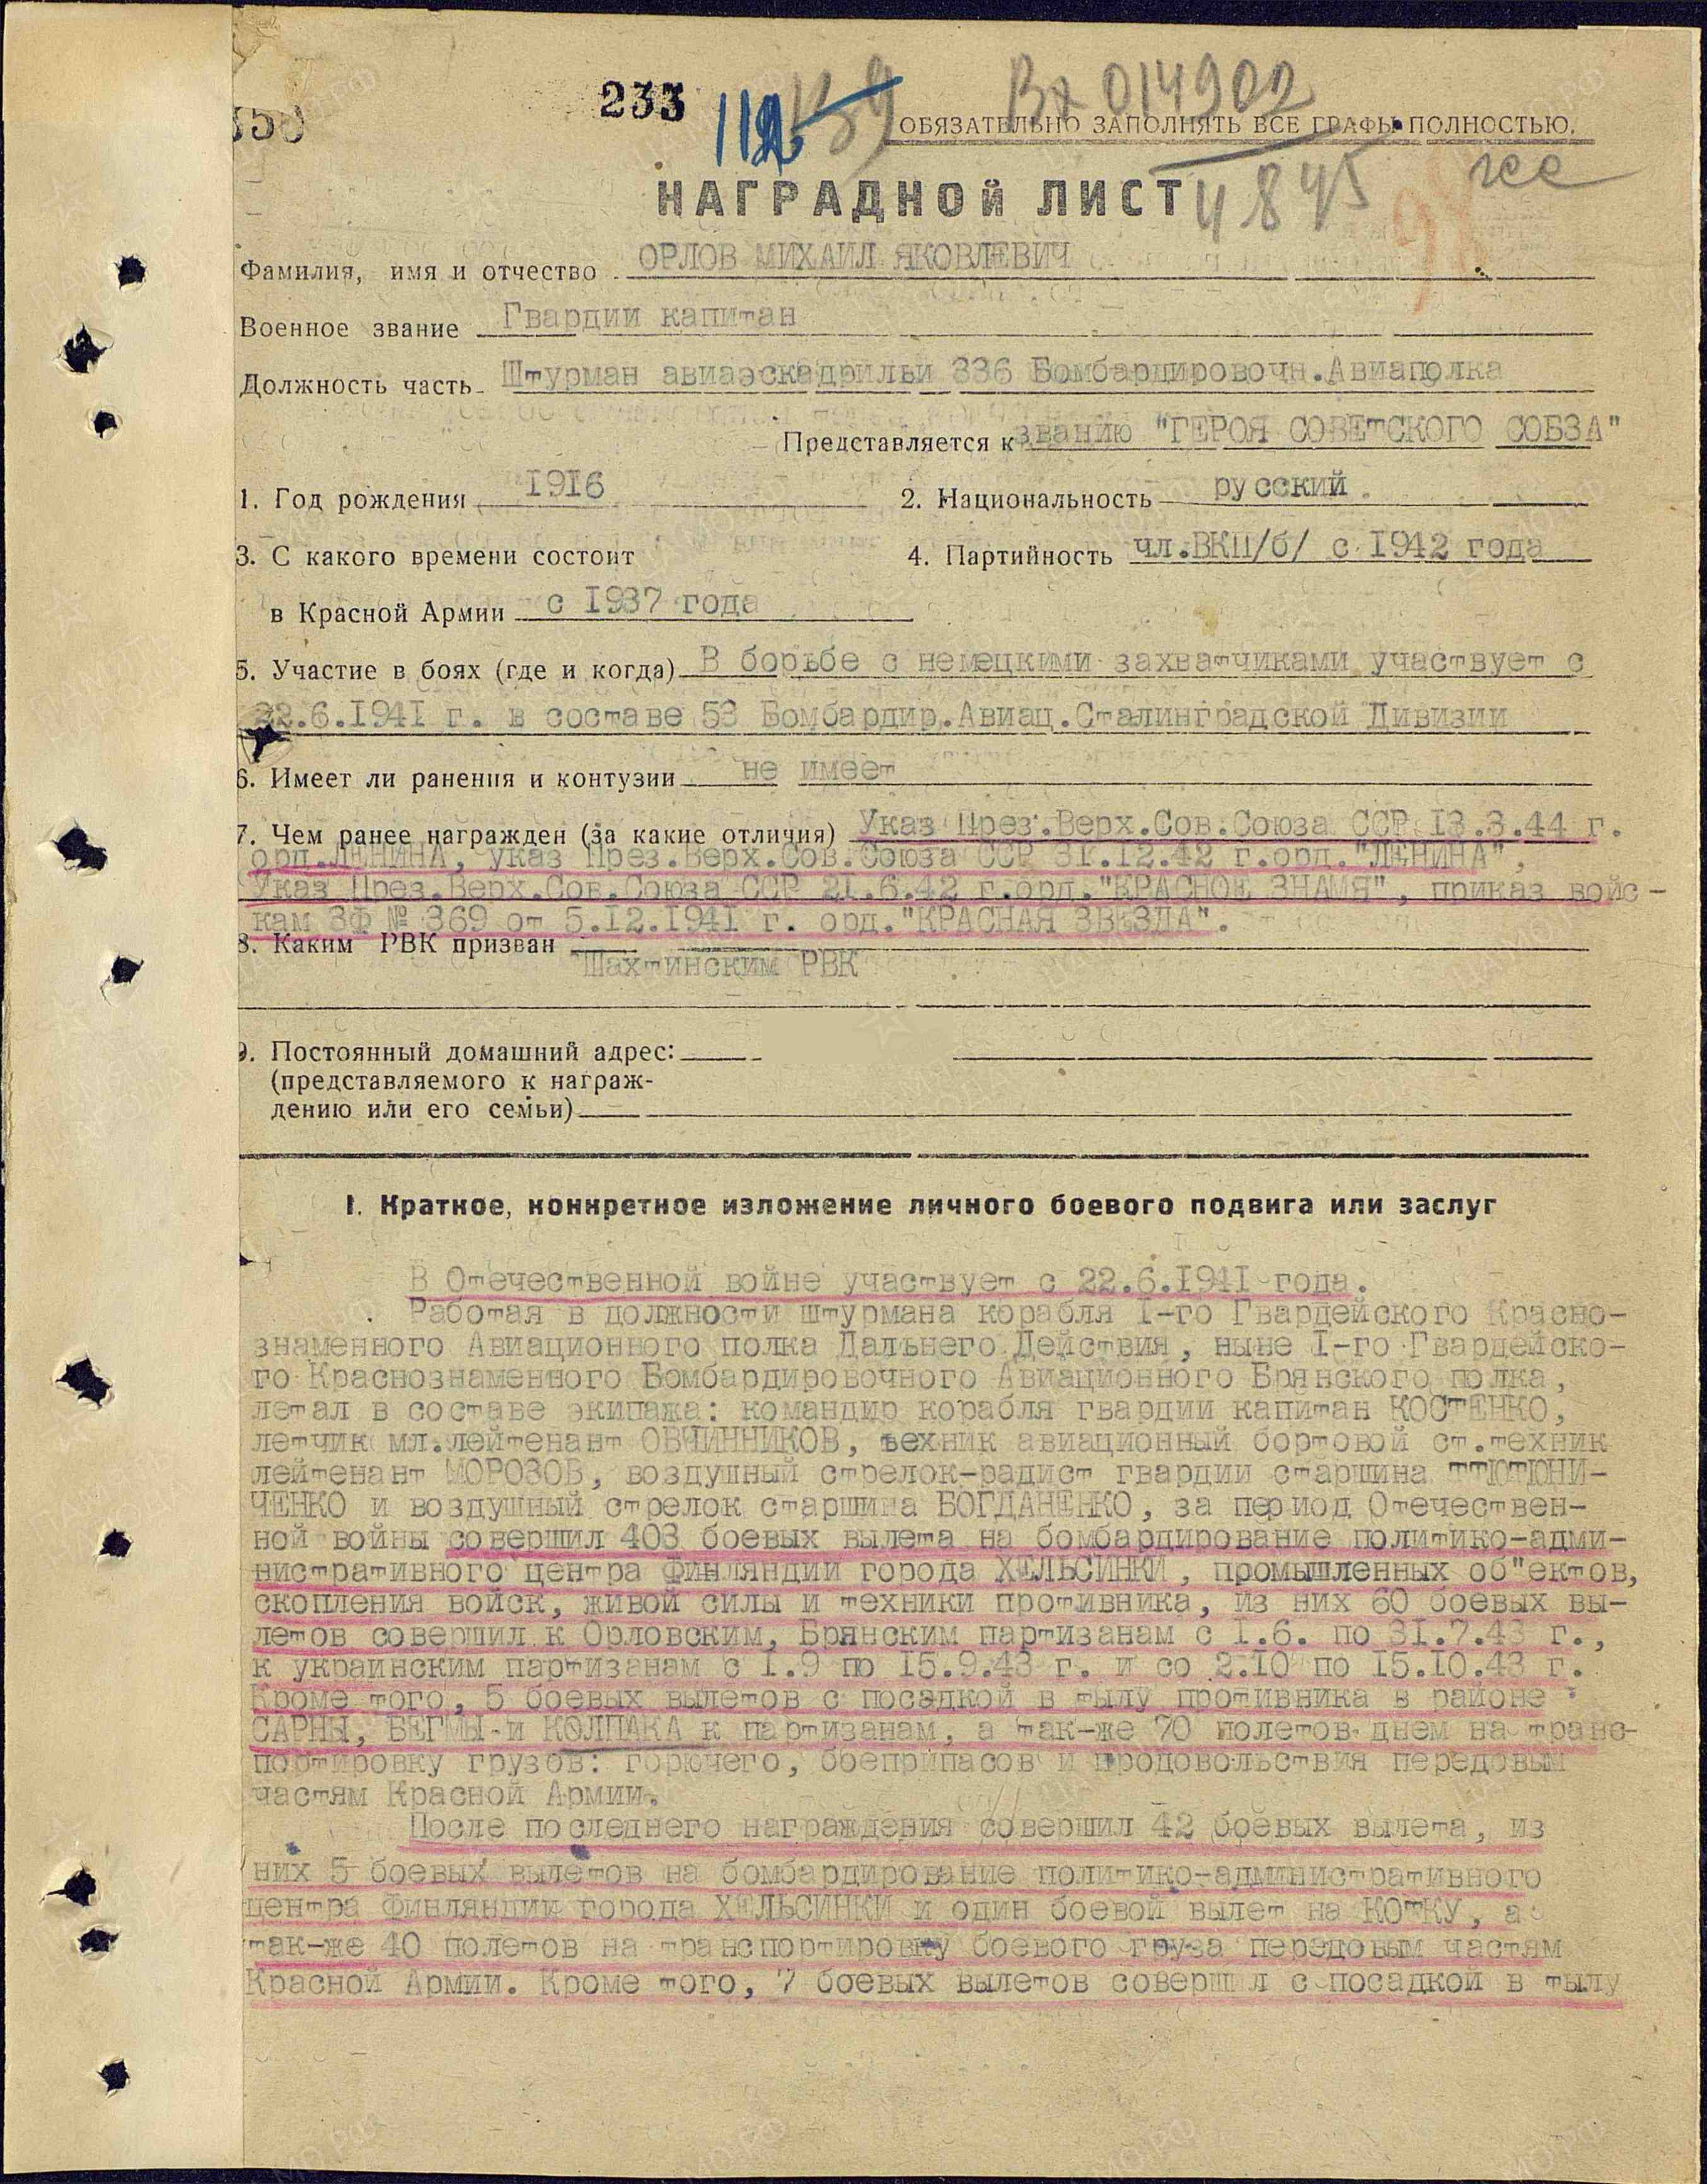 233
Вх 014902
ОБЯЗАТЕЛЬНО ЗАПОЛНЯТЬ ВСЕ ГРАФЫ ПОЛНОСТЬЮ.
НАГРАДНОЙ ЛИСТ
4845
Фамилия, имя и отчество ОРЛОВ МИХАИЛ ЯКОВЛЕВИЧ
Военное звание Гвардии капитан
Должность часть Штурман авиаэскадрильи 336 Бомбардировочн.Авиаполка
Представляется к званию "ГЕРОЯ СОВЕТСКОГО СОБЗА"
1. Год рождения 1916 2. Национальность русский.
3. С какого времени состоит 4. Партийность чл.ВКП/б/ с 1942 года
в Красной Армии с 1937 года
5. Участие в боях (где и когда) В борьбе с немецкими захватчиками участвует с
22.6.1941 г. в составе 53 Бомбардир.Авиац.Сталинградской Дивизии
6. Имеет ли ранения и контузии не имеет
7. Чем ранее награжден (за какие отличия) Указ През.Верх.Сов.Союза ССР 13.3.44 г.
орд.ЛЕНИНА, указ През.Верх.Сов.Союза ССР 31.12.42 г.орд."ЛЕНИНА",
Указ През.Верх.Сов.Союза ССР 21.6.42 г.орд."КРАСНОЕ ЗНАМЯ", приказ войс-
кам ЗФ № 369 от 5.12.1941 г. орд."КРАСНАЯ ЗВЕЗДА".
8. Каким РВК призван
Шахтинским РВК
9. Постоянный домашний адрес:
(представляемого к награж-
дению или его семьи)
I. Краткое, конкретное изложение личного боевого подвига или заслуг
В Отечественной войне участвует с 22.6.1941 года.
Работая в должности штурмана корабля I-го Гвардейского Красно-
знаменного Авиационного полка Дальнего Действия, ныне I-го Гвардейско-
го Краснознаменного Бомбардировочного Авиационного Брянского полка,
летал в составе экипажа: командир корабля гвардии капитан КОСТЕНКО,
летчик мл.лейтенант ОВЧИННИКОВ, техник авиационный бортовой ст.техник
лейтенант МОРОЗОВ, воздушный стрелок-радист гвардии старшина ТТЮТЮНИ-
ЧЕНКО и воздушный стрелок старшина БОГДАНЕНКО, за период Отечествен-
ной войны совершил 403 боевых вылета на бомбардирование политико-адми-
нистративного центра Финляндии города ХЕЛЬСИНКИ, промышленных об"ектов,
скопления войск, живой силы и техники противника, из них 60 боевых вы-
летов совершил к Орловским, Брянским партизанам с 1.6. по 31.7.43 г.,
к украинским партизанам с 1.9 по 15.9.43 г. и со 2.10 по 15.10.43 г.
Кроме того, 5 боевых вылетов с посадкой в тылу противника в районе
САРНЫ, БЕГМЫ и КОЛПАКА к партизанам, а так-же 70 полетов днем на транс-
портировку грузов: горючего, боеприпасов и продовольствия передовым
частям Красной Армии.
После последнего награждения совершил 42 боевых вылета, из
них 5 боевых вылетов на бомбардирование политико-административного
центра Финляндии города ХЕЛЬСИНКИ и один боевой вылет на КОТКУ, а
так-же 40 полетов на транспортировку боевого груза передовым частям
Красной Армии. Кроме того, 7 боевых вылетов совершил с посадкой в тылу